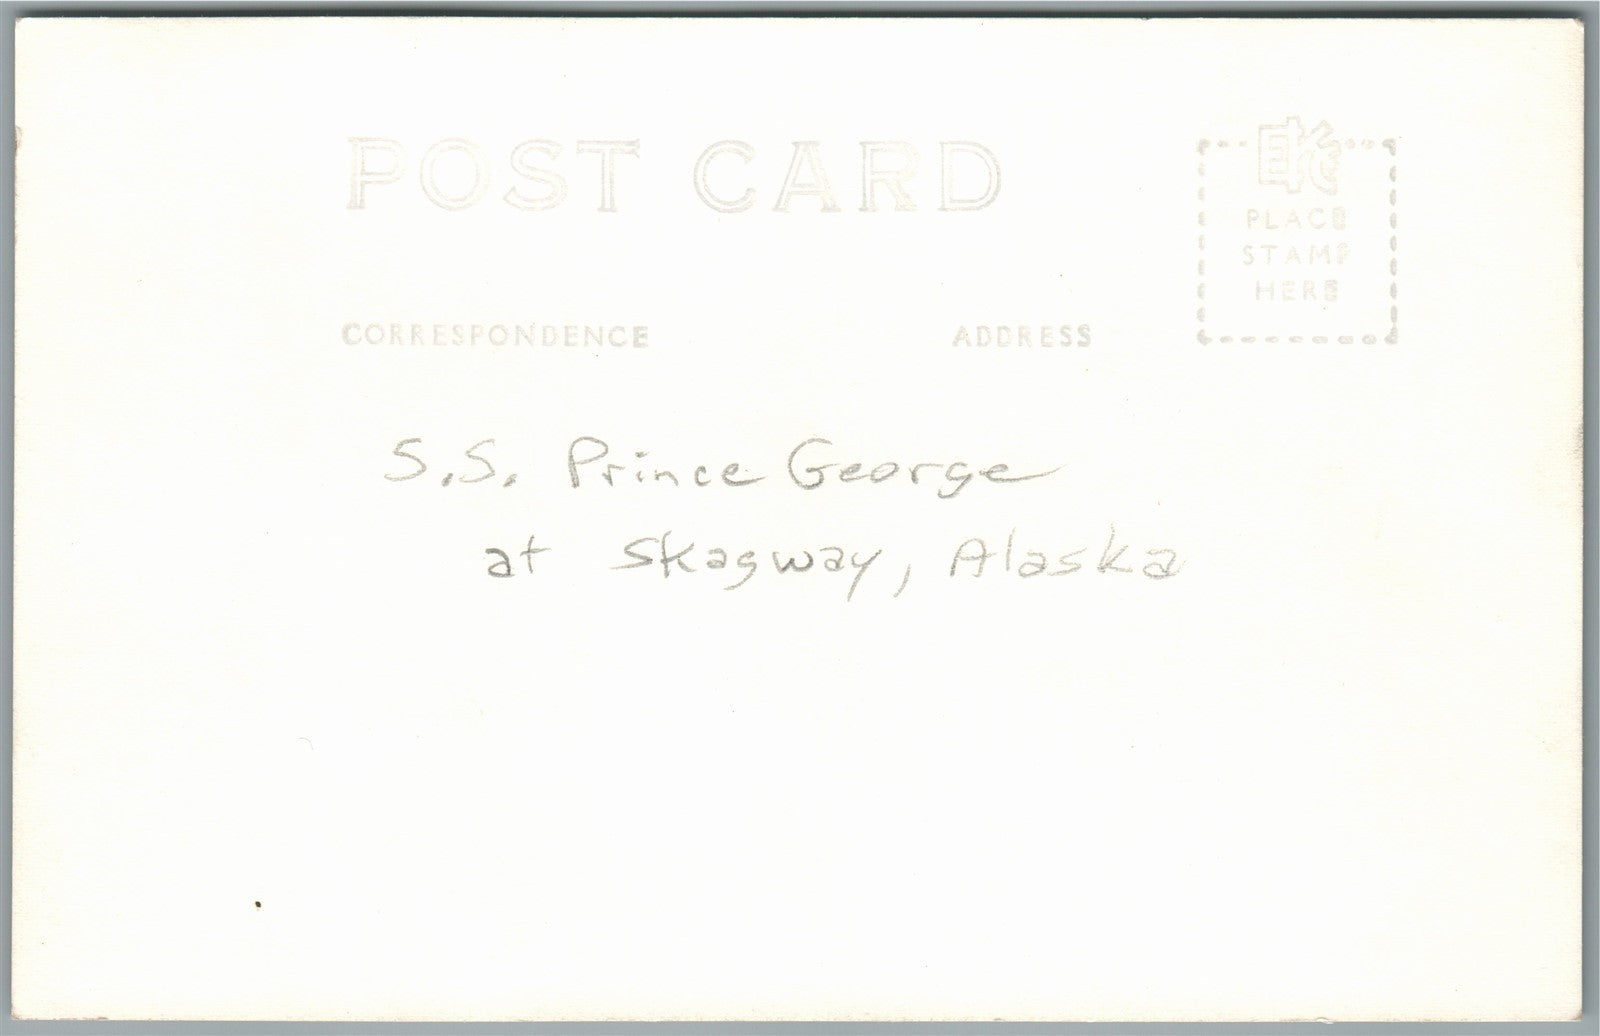 POST CARD
EKC
PLACE
STAMP
HERE
CORRESPONDENCE ADDRESS
S.S. Prince George
at Skagway, Alaska